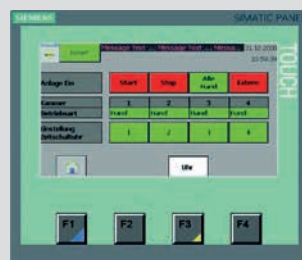 SIEMENS
SIMATIC PANEL
TOUCH
Message Text ... Message Text ... Messa 31.10.2008
10:54:34
Anlage Ein Start Stop Alle Hand Extern
Kammer 1 2 3 4
Betriebsart Hand Hand Hand Hand
Einstellung Zeitschaltuhr 1 2 3 4
Uhr
F1 F2 F3 F4